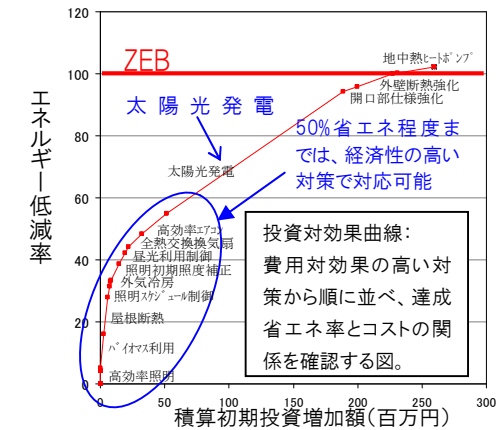 120
100
80
60
40
20
0
エネルギー低減率
ZEB
地中熱ﾋｰﾄﾎﾟﾝﾌﾟ
外壁断熱強化
開口部仕様強化
太陽光発電
50%省エネ程度ま
では、経済性の高い
対策で対応可能
太陽光発電
高効率ｴｱｺﾝ
全熱交換換気扇
昼光利用制御
照明初期照度補正
外気冷房
照明ｽｹｼﾞｭｰﾙ制御
屋根断熱
ﾊﾞｲｵﾏｽ利用
高効率照明
投資対効果曲線：
費用対効果の高い対
策から順に並べ、達成
省エネ率とコストの関
係を確認する図。
0
50
100
150
200
250
300
積算初期投資増加額（百万円）